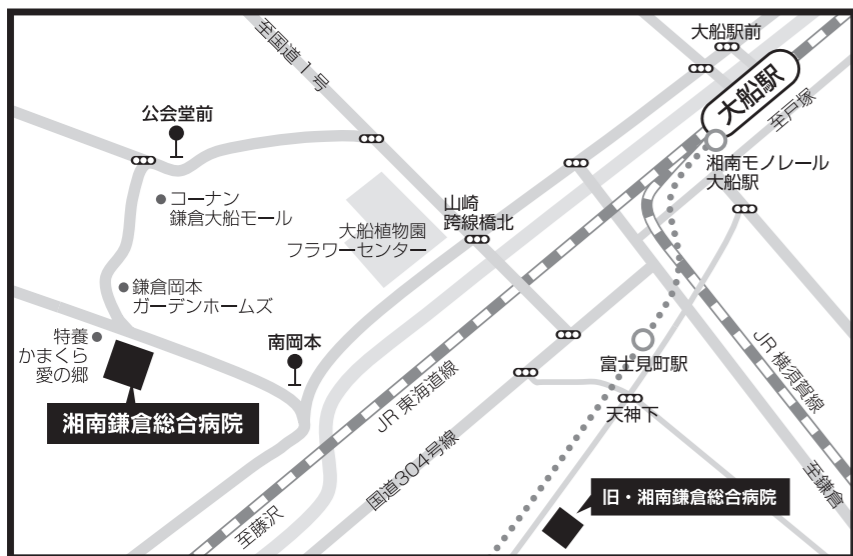 至国道1号
大船駅前
大船駅
至戸塚
公会堂前
湘南モノレール
大船駅
コーナン
鎌倉大船モール
山崎
跨線橋北
大船植物園
フラワーセンター
鎌倉岡本
ガーデンホームズ
特養
かまくら
愛の郷
南岡本
富士見町駅
JR横須賀線
JR東海道線
湘南鎌倉総合病院
天神下
国道304号線
至鎌倉
旧・湘南鎌倉総合病院
至藤沢